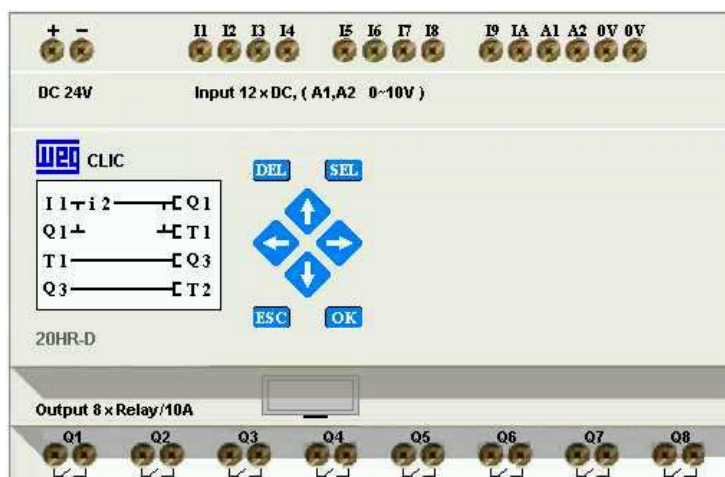 + - I1 I2 I3 I4 I5 I6 I7 I8 I9 IA A1 A2 0V 0V
DC 24V Input 12×DC, ( A1,A2 0~10V )
WEG CLIC
DEL SEL
I1 i2 [Q1
Q1 [T1
T1 [Q3
Q3 [T2
ESC OK
20HR-D
Output 8×Relay/10A
Q1 Q2 Q3 Q4 Q5 Q6 Q7 Q8